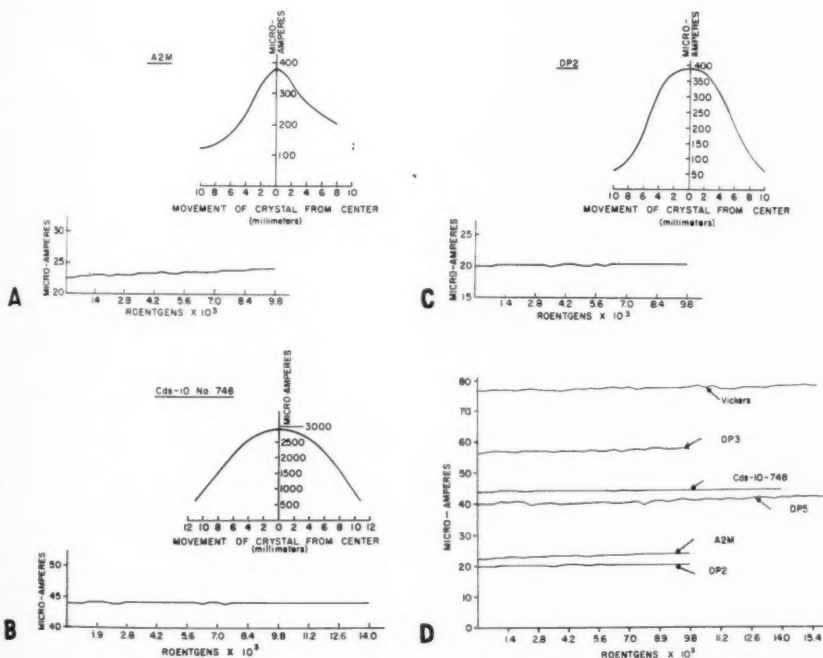 A2M
MICRO-
AMPERES
400
300
200
100
10 8 6 4 2 0 2 4 6 8 10
MOVEMENT OF CRYSTAL FROM CENTER
(millimeters)
MICRO-AMPERES
30
25
20
1.4 2.8 4.2 5.6 7.0 8.4 9.8
ROENTGENS X 10³
A
DP2
MICRO-
AMPERES
400
350
300
250
200
150
100
50
10 8 6 4 2 0 2 4 6 8 10
MOVEMENT OF CRYSTAL FROM CENTER
(millimeters)
MICRO-AMPERES
25
20
15
1.4 2.8 4.2 5.6 7.0 8.4 9.8
ROENTGENS X 10³
C
Cds-10 No 748
MICRO-AMPERES
3000
2500
2000
1500
1000
500
12 10 8 6 4 2 0 2 4 6 8 10 12
MOVEMENT OF CRYSTAL FROM CENTER
(millimeters)
MICRO-AMPERES
50
45
40
1.9 2.8 4.2 5.6 7.0 8.4 9.8 11.2 12.6 14.0
ROENTGENS X 10³
B
MICRO-AMPERES
80
70
60
50
40
30
20
10
0
Vickers
DP3
Cds-10-748
DP5
A2M
DP2
1.4 2.8 4.2 5.6 7.0 8.4 9.8 11.2 12.6 14.0 15.4
ROENTGENS X 10³
D